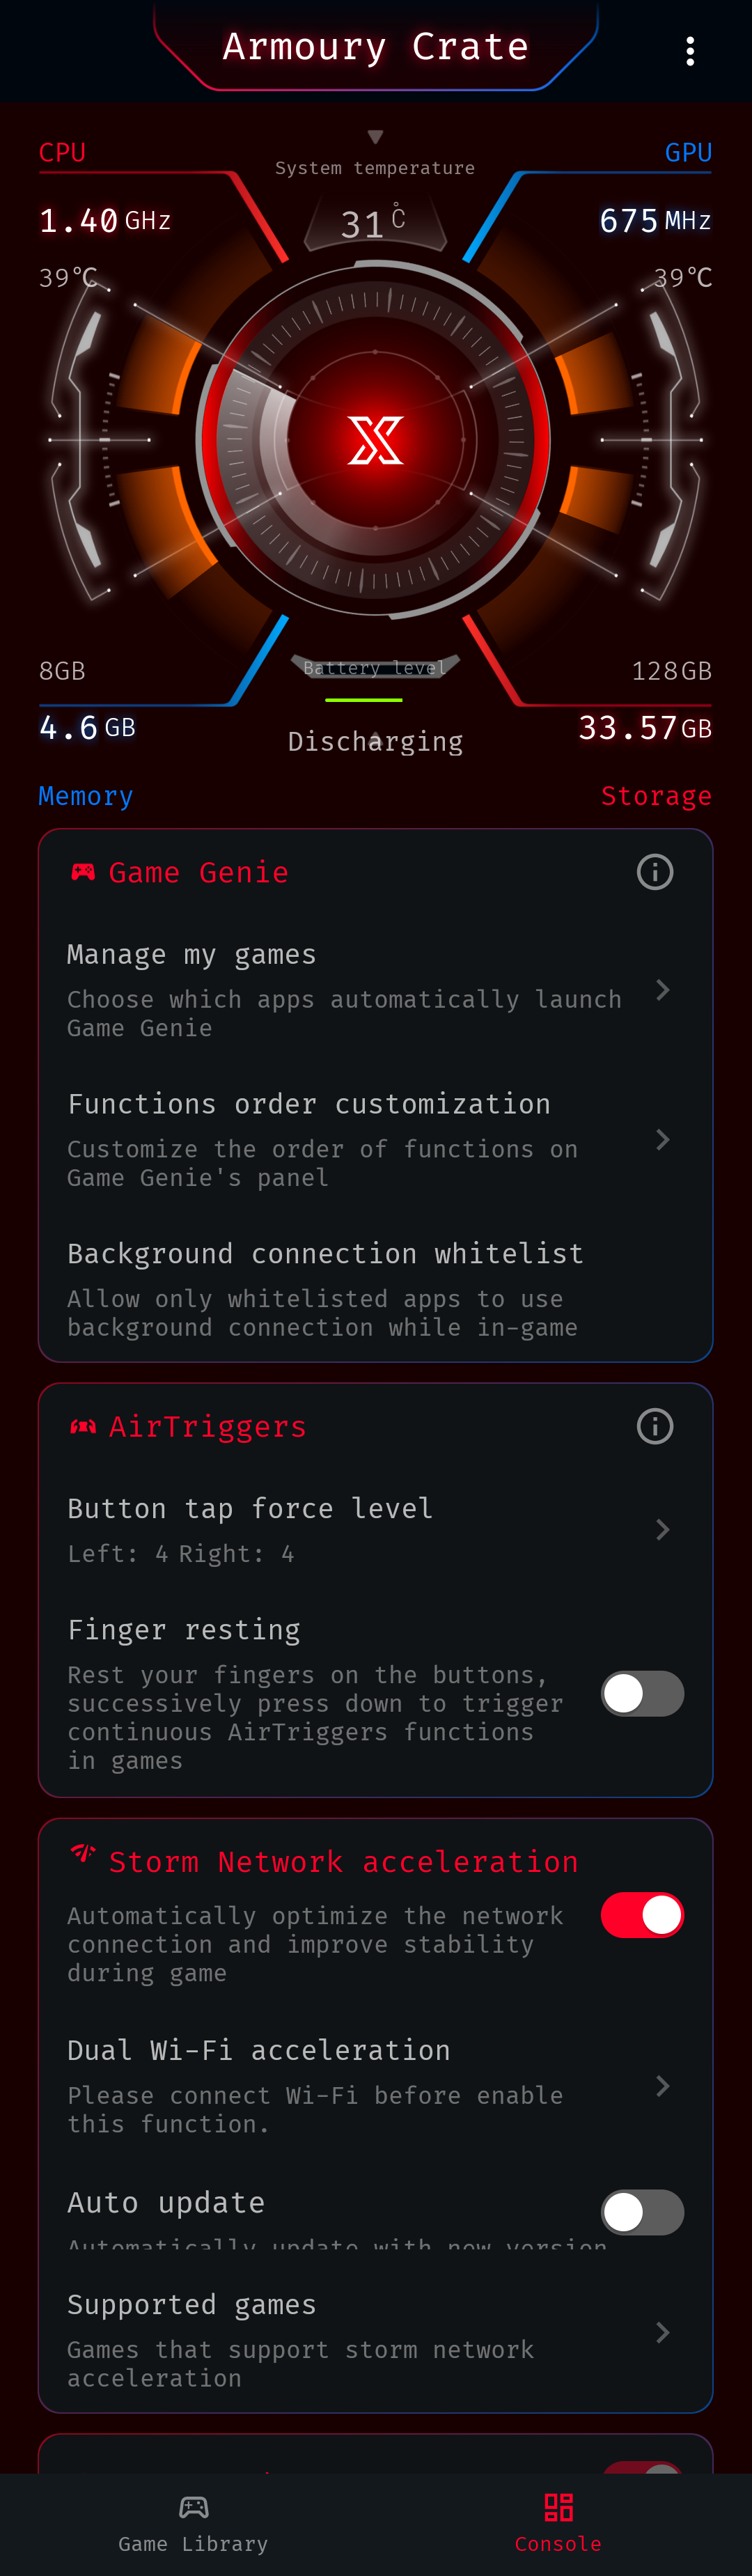 Armoury Crate
CPU
System temperature
GPU
1.40 GHz
31°C
675 MHz
39°C
39°C
8GB
Battery level
128GB
4.6 GB
Discharging
33.57GB
Memory
Storage
Game Genie
Manage my games
Choose which apps automatically launch
Game Genie
Functions order customization
Customize the order of functions on
Game Genie's panel
Background connection whitelist
Allow only whitelisted apps to use
background connection while in-game
AirTriggers
Button tap force level
Left: 4 Right: 4
Finger resting
Rest your fingers on the buttons,
successively press down to trigger
continuous AirTriggers functions
in games
Storm Network acceleration
Automatically optimize the network
connection and improve stability
during game
Dual Wi-Fi acceleration
Please connect Wi-Fi before enable
this function.
Auto update
Automatically update with new version
Supported games
Games that support storm network
acceleration
Game Library
Console